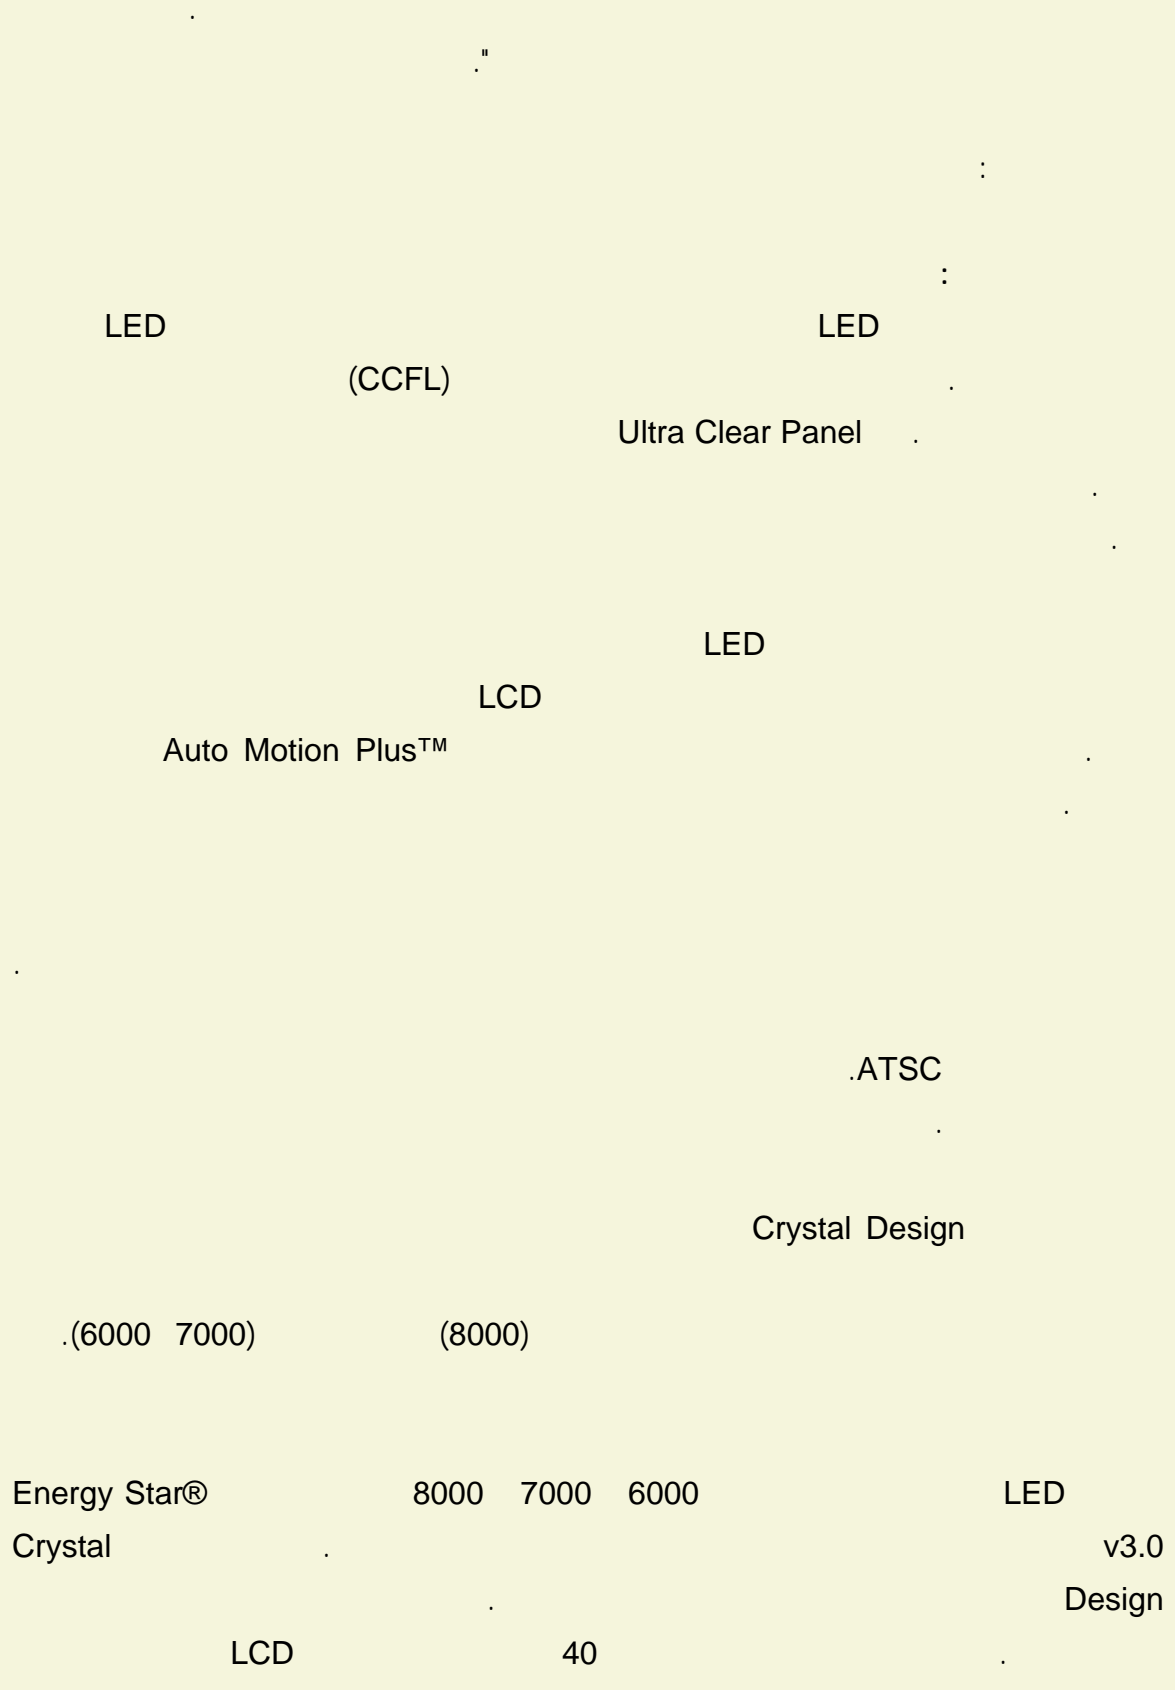 .
."
:
:
LED LED
. (CCFL)
. Ultra Clear Panel
.
.
LED
LCD
. Auto Motion Plus™
.
.
ATSC.
.
Crystal Design
(8000) (6000 7000).
LED 6000 7000 8000 Energy Star®
v3.0 . Crystal
Design .
. 40 LCD